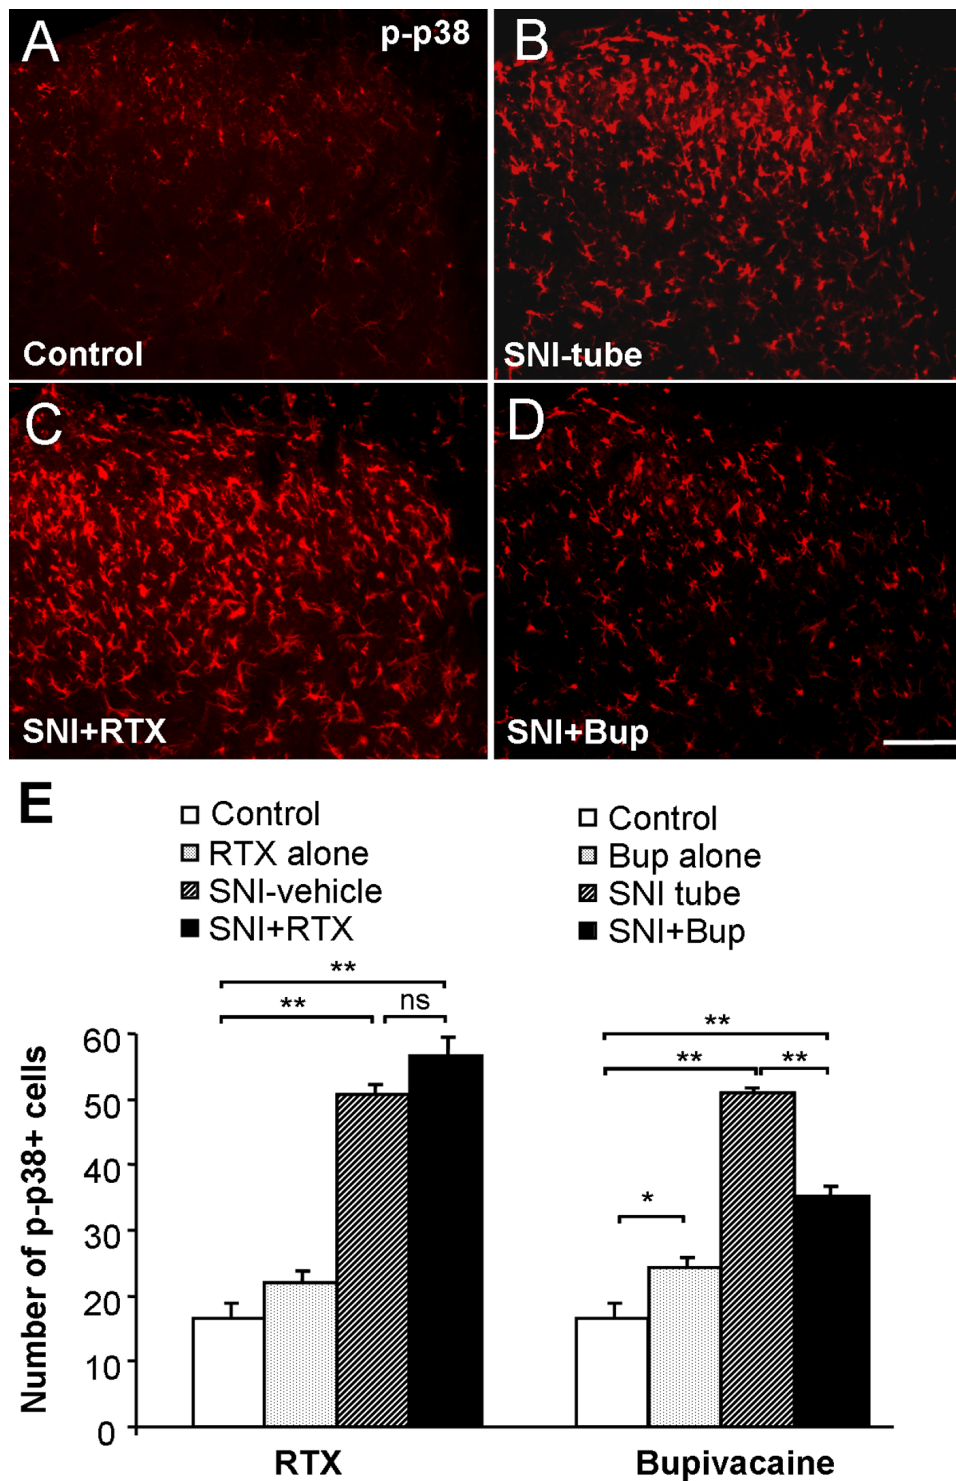 A
p-p38
Control
B
SNI-tube
C
SNI+RTX
D
SNI+Bup
E
Control
RTX alone
SNI-vehicle
SNI+RTX
Control
Bup alone
SNI tube
SNI+Bup
**
**
ns
**
**
**
*
Number of p-p38+ cells
60
50
40
30
20
10
0
RTX
Bupivacaine